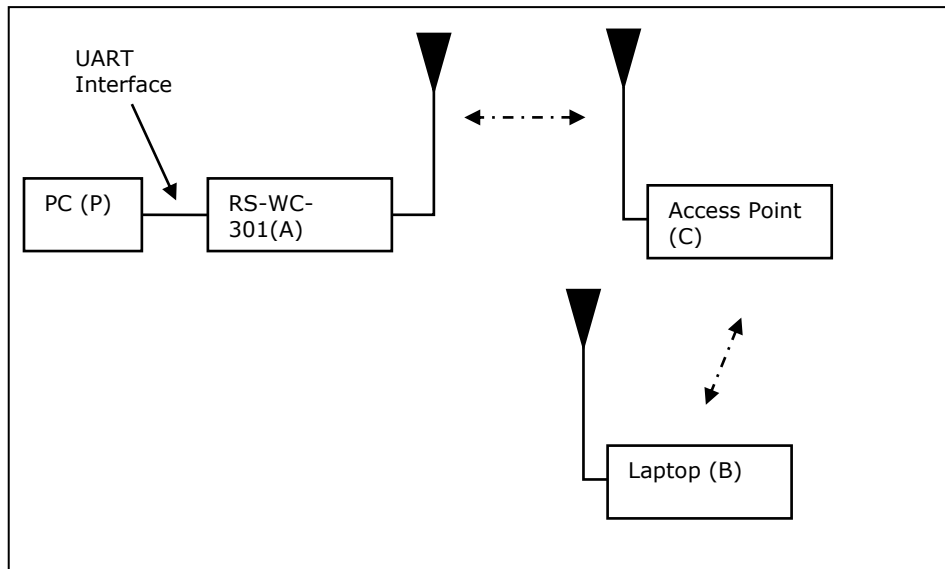 UART
Interface
PC (P)
RS-WC-
301(A)
Access Point
(C)
Laptop (B)